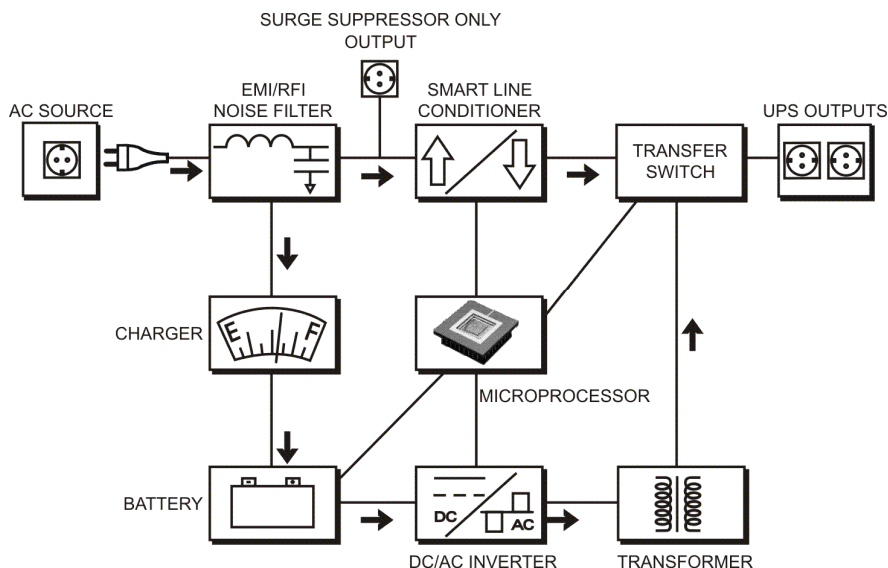 SURGE SUPPRESSOR ONLY
OUTPUT
AC SOURCE
EMI/RFI
NOISE FILTER
SMART LINE
CONDITIONER
UPS OUTPUTS
TRANSFER
SWITCH
CHARGER
E F
MICROPROCESSOR
BATTERY
DC AC
DC/AC INVERTER
TRANSFORMER